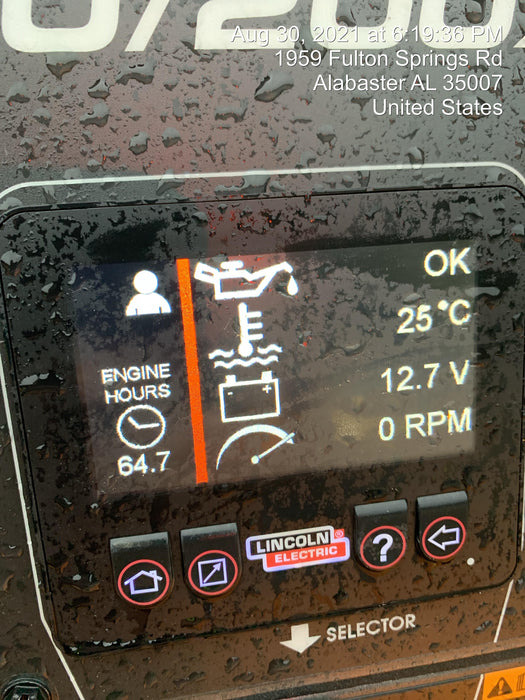 Aug 30, 2021 at 6:19:36 PM
1959 Fulton Springs Rd
Alabaster AL 35007
United States
OK
25 °C
ENGINE
HOURS
12.7 V
0 RPM
64.7
LINCOLN®
ELECTRIC
?
SELECTOR